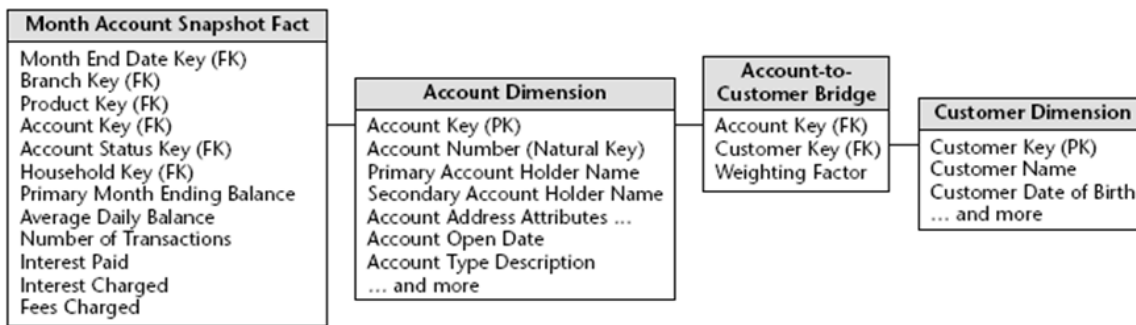 Month Account Snapshot Fact
Month End Date Key (FK)
Branch Key (FK)
Product Key (FK)
Account Key (FK)
Account Status Key (FK)
Household Key (FK)
Primary Month Ending Balance
Average Daily Balance
Number of Transactions
Interest Paid
Interest Charged
Fees Charged
Account Dimension
Account Key (PK)
Account Number (Natural Key)
Primary Account Holder Name
Secondary Account Holder Name
Account Address Attributes ...
Account Open Date
Account Type Description
... and more
Account-to-
Customer Bridge
Account Key (FK)
Customer Key (FK)
Weighting Factor
Customer Dimension
Customer Key (PK)
Customer Name
Customer Date of Birth
... and more